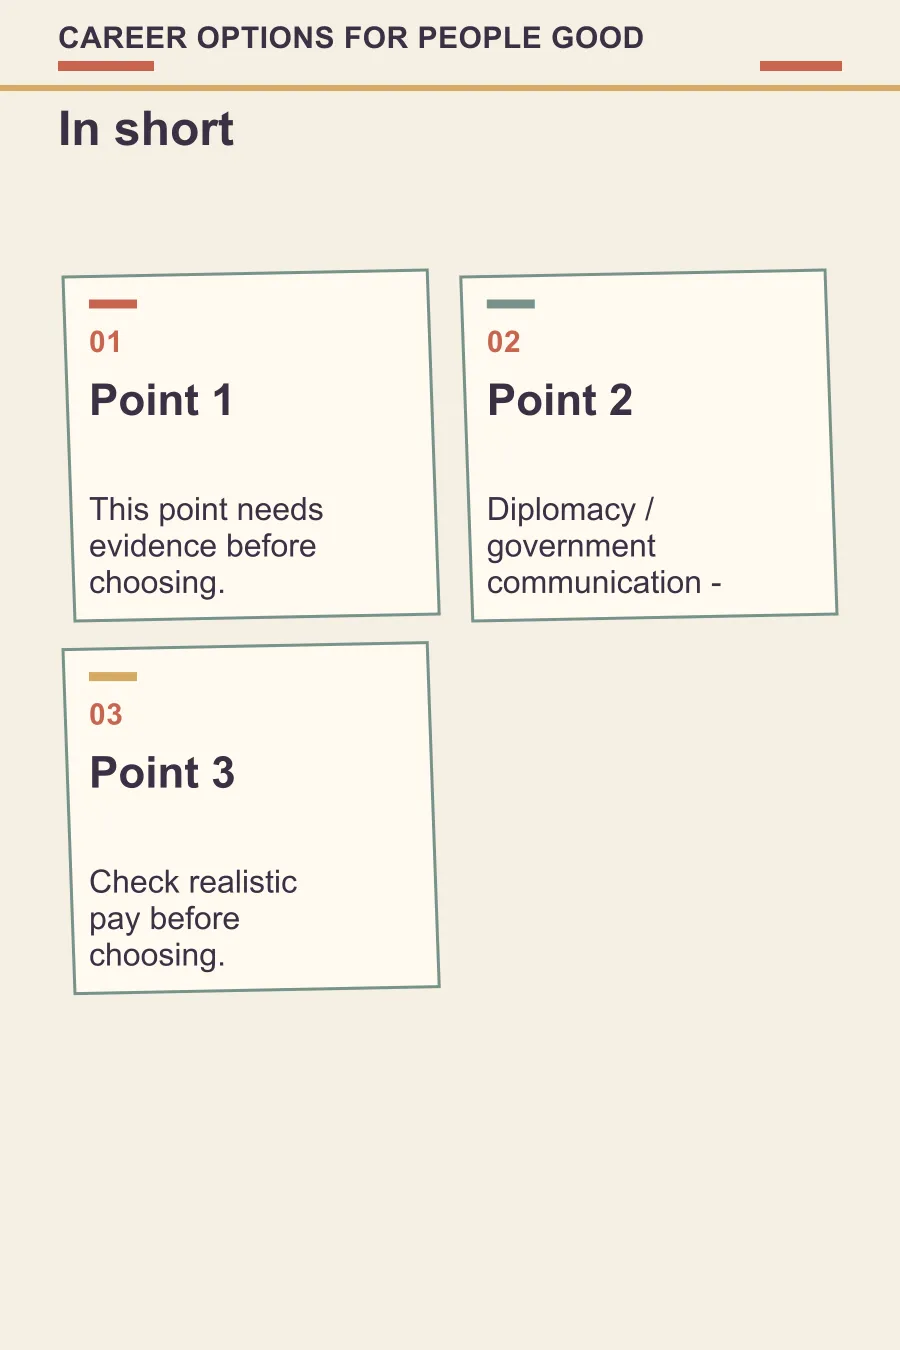 CAREER OPTIONS FOR PEOPLE GOOD
In short
01
Point 1
This point needs
evidence before
choosing.
02
Point 2
Diplomacy /
government
communication -
03
Point 3
Check realistic
pay before
choosing.